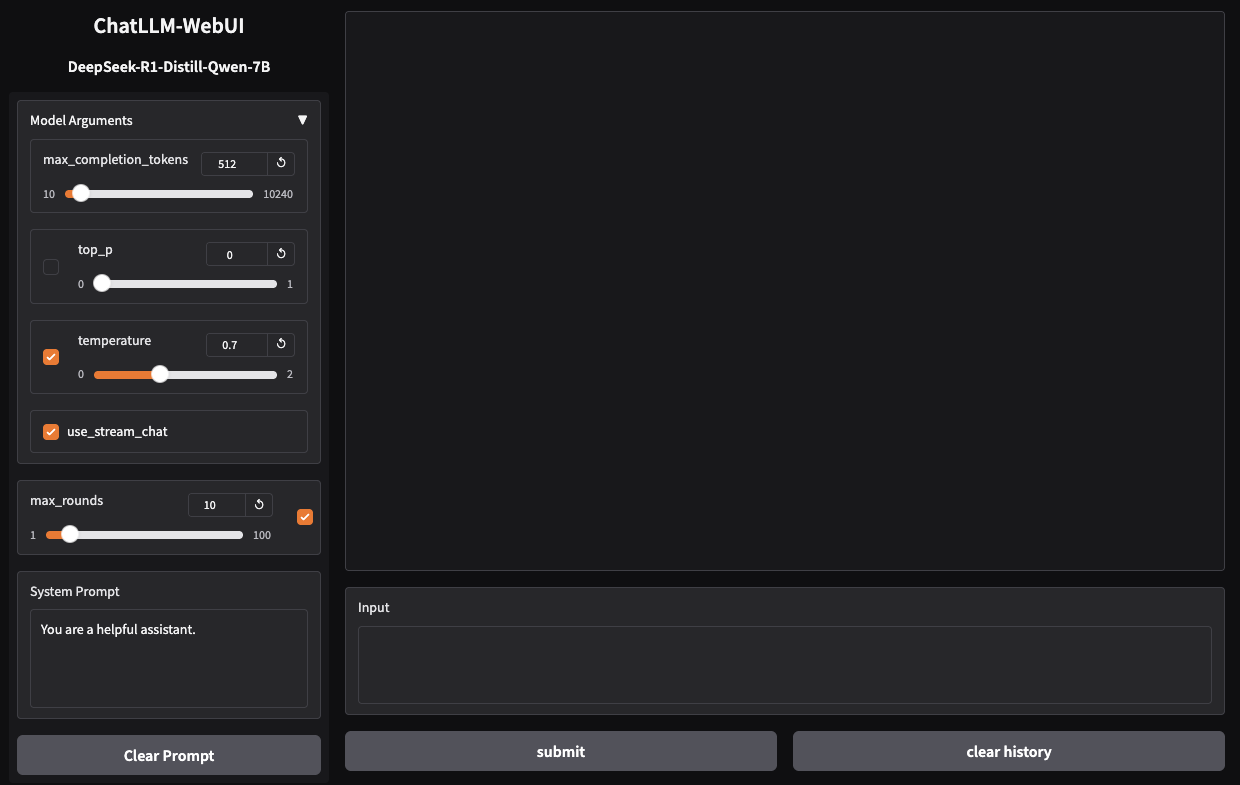 ChatLLM-WebUI
DeepSeek-R1-Distill-Qwen-7B
Model Arguments
max_completion_tokens
512
10
10240
top_p
0
0
1
temperature
0.7
0
2
use_stream_chat
max_rounds
10
1
100
System Prompt
You are a helpful assistant.
Clear Prompt
Input
submit
clear history